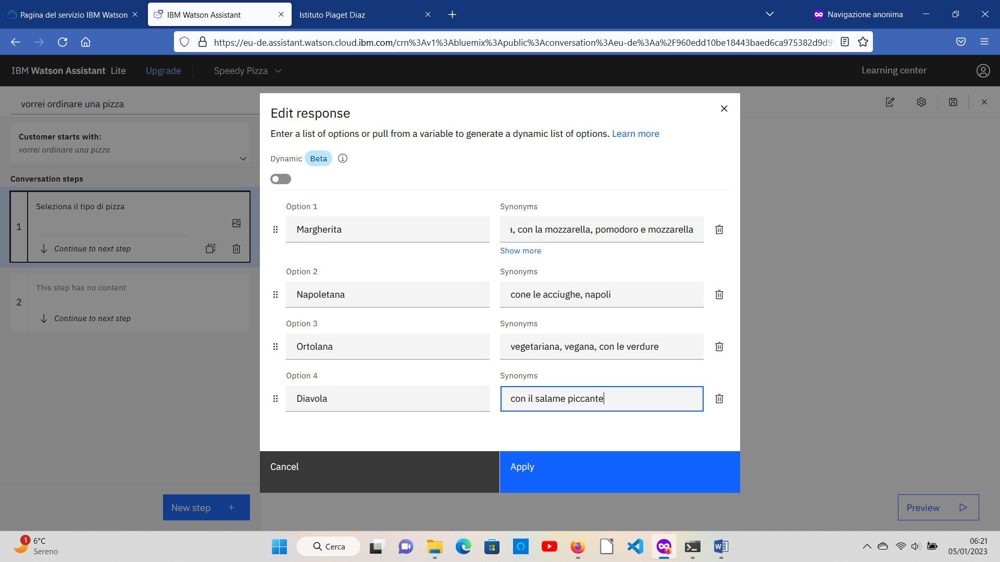 Pagina del servizio IBM Watson
IBM Watson Assistant
Istituto Piaget Diaz
Navigazione anonima
https://eu-de.assistant.watson.cloud.ibm.com/crn%3Av1%3Abluemix%3Apublic%3Aconversation%3Aeu-de%3Aa%2F960edd10be18443baed6ca975382d9d9
IBM Watson Assistant Lite
Upgrade
Speedy Pizza
Learning center
vorrei ordinare una pizza
Customer starts with:
vorrei ordinare una pizza
Conversation steps
1
Seleziona il tipo di pizza
Continue to next step
2
This step has no content
Continue to next step
New step +
Edit response
Enter a list of options or pull from a variable to generate a dynamic list of options. Learn more
Dynamic Beta
Option 1 Synonyms
Margherita , con la mozzarella, pomodoro e mozzarella
Show more
Option 2 Synonyms
Napoletana cone le acciughe, napoli
Option 3 Synonyms
Ortolana vegetariana, vegana, con le verdure
Option 4 Synonyms
Diavola con il salame piccante
Cancel
Apply
Preview
1
6°C
Sereno
Cerca
06:21
05/01/2023